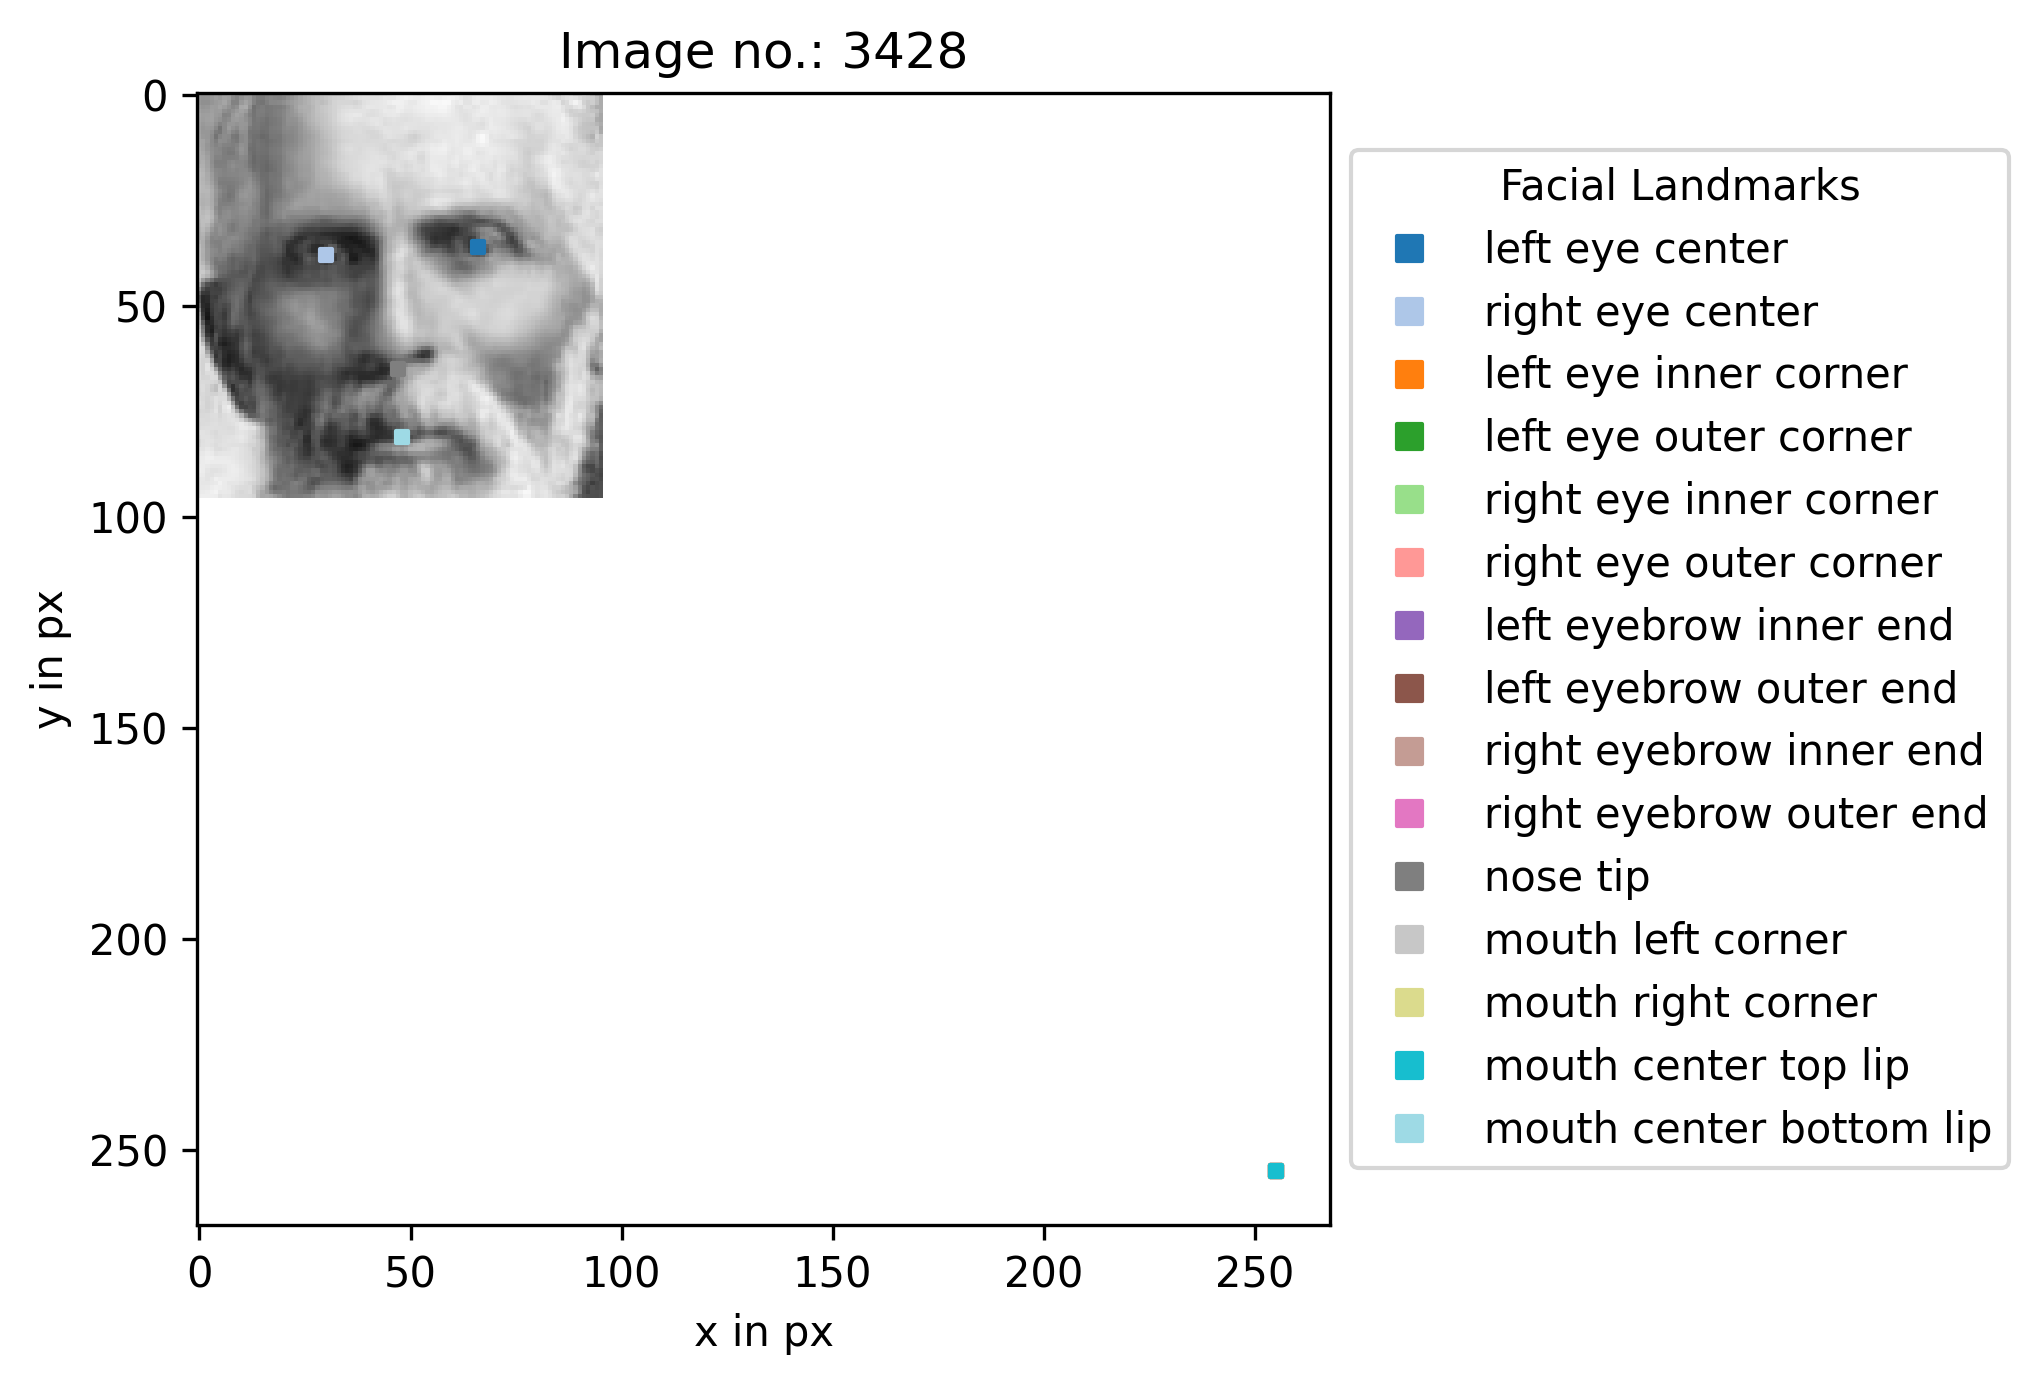 Image no.: 3428
0
50
100
150
200
250
y in px
0 50 100 150 200 250
x in px
Facial Landmarks
left eye center
right eye center
left eye inner corner
left eye outer corner
right eye inner corner
right eye outer corner
left eyebrow inner end
left eyebrow outer end
right eyebrow inner end
right eyebrow outer end
nose tip
mouth left corner
mouth right corner
mouth center top lip
mouth center bottom lip